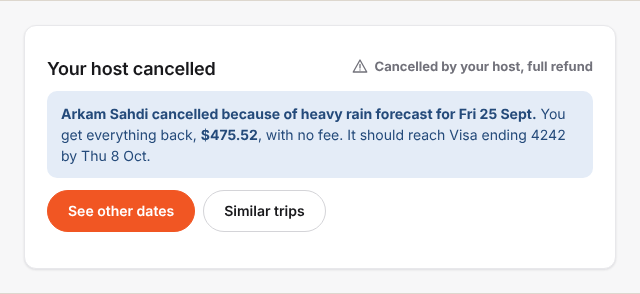 Your host cancelled
Cancelled by your host, full refund
Arkam Sahdi cancelled because of heavy rain forecast for Fri 25 Sept. You
get everything back, $475.52, with no fee. It should reach Visa ending 4242
by Thu 8 Oct.
See other dates
Similar trips